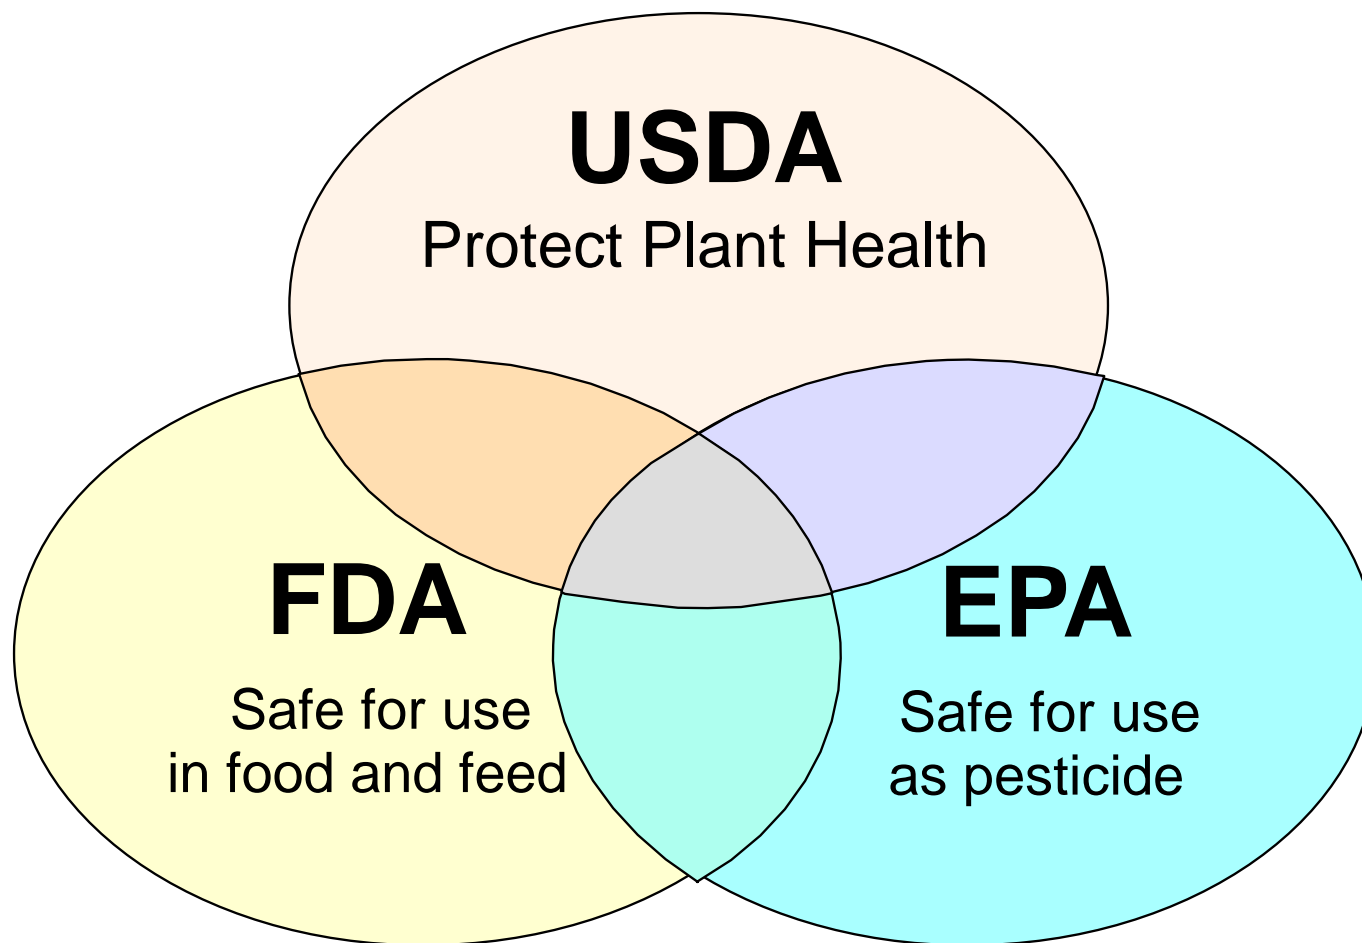 USDA
Protect Plant Health
FDA
Safe for use
in food and feed
EPA
Safe for use
as pesticide